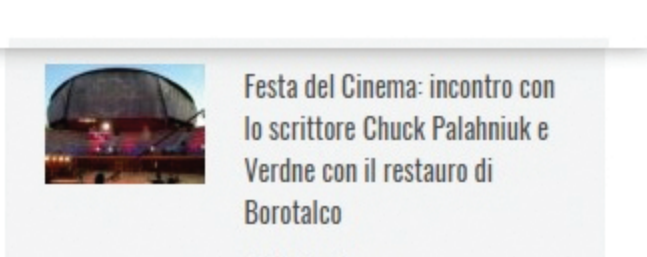 Festa del Cinema: incontro con
lo scrittore Chuck Palahniuk e
Verdne con il restauro di
Borotalco